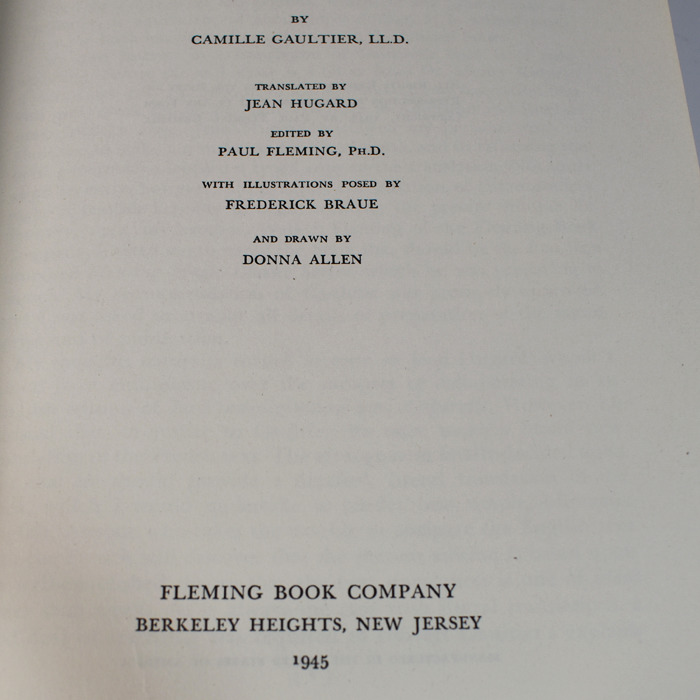 BY
CAMILLE GAULTIER, LL.D.
TRANSLATED BY
JEAN HUGARD
EDITED BY
PAUL FLEMING, PH.D.
WITH ILLUSTRATIONS POSED BY
FREDERICK BRAUE
AND DRAWN BY
DONNA ALLEN
FLEMING BOOK COMPANY
BERKELEY HEIGHTS, NEW JERSEY
1945